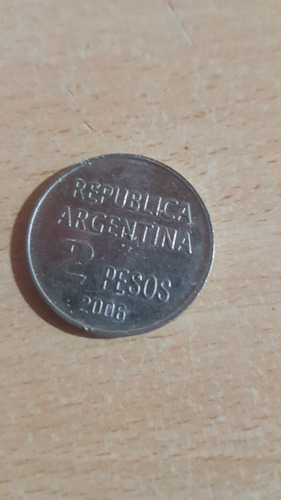 REPUBLICA
ARGENTINA
2 PESOS
2006